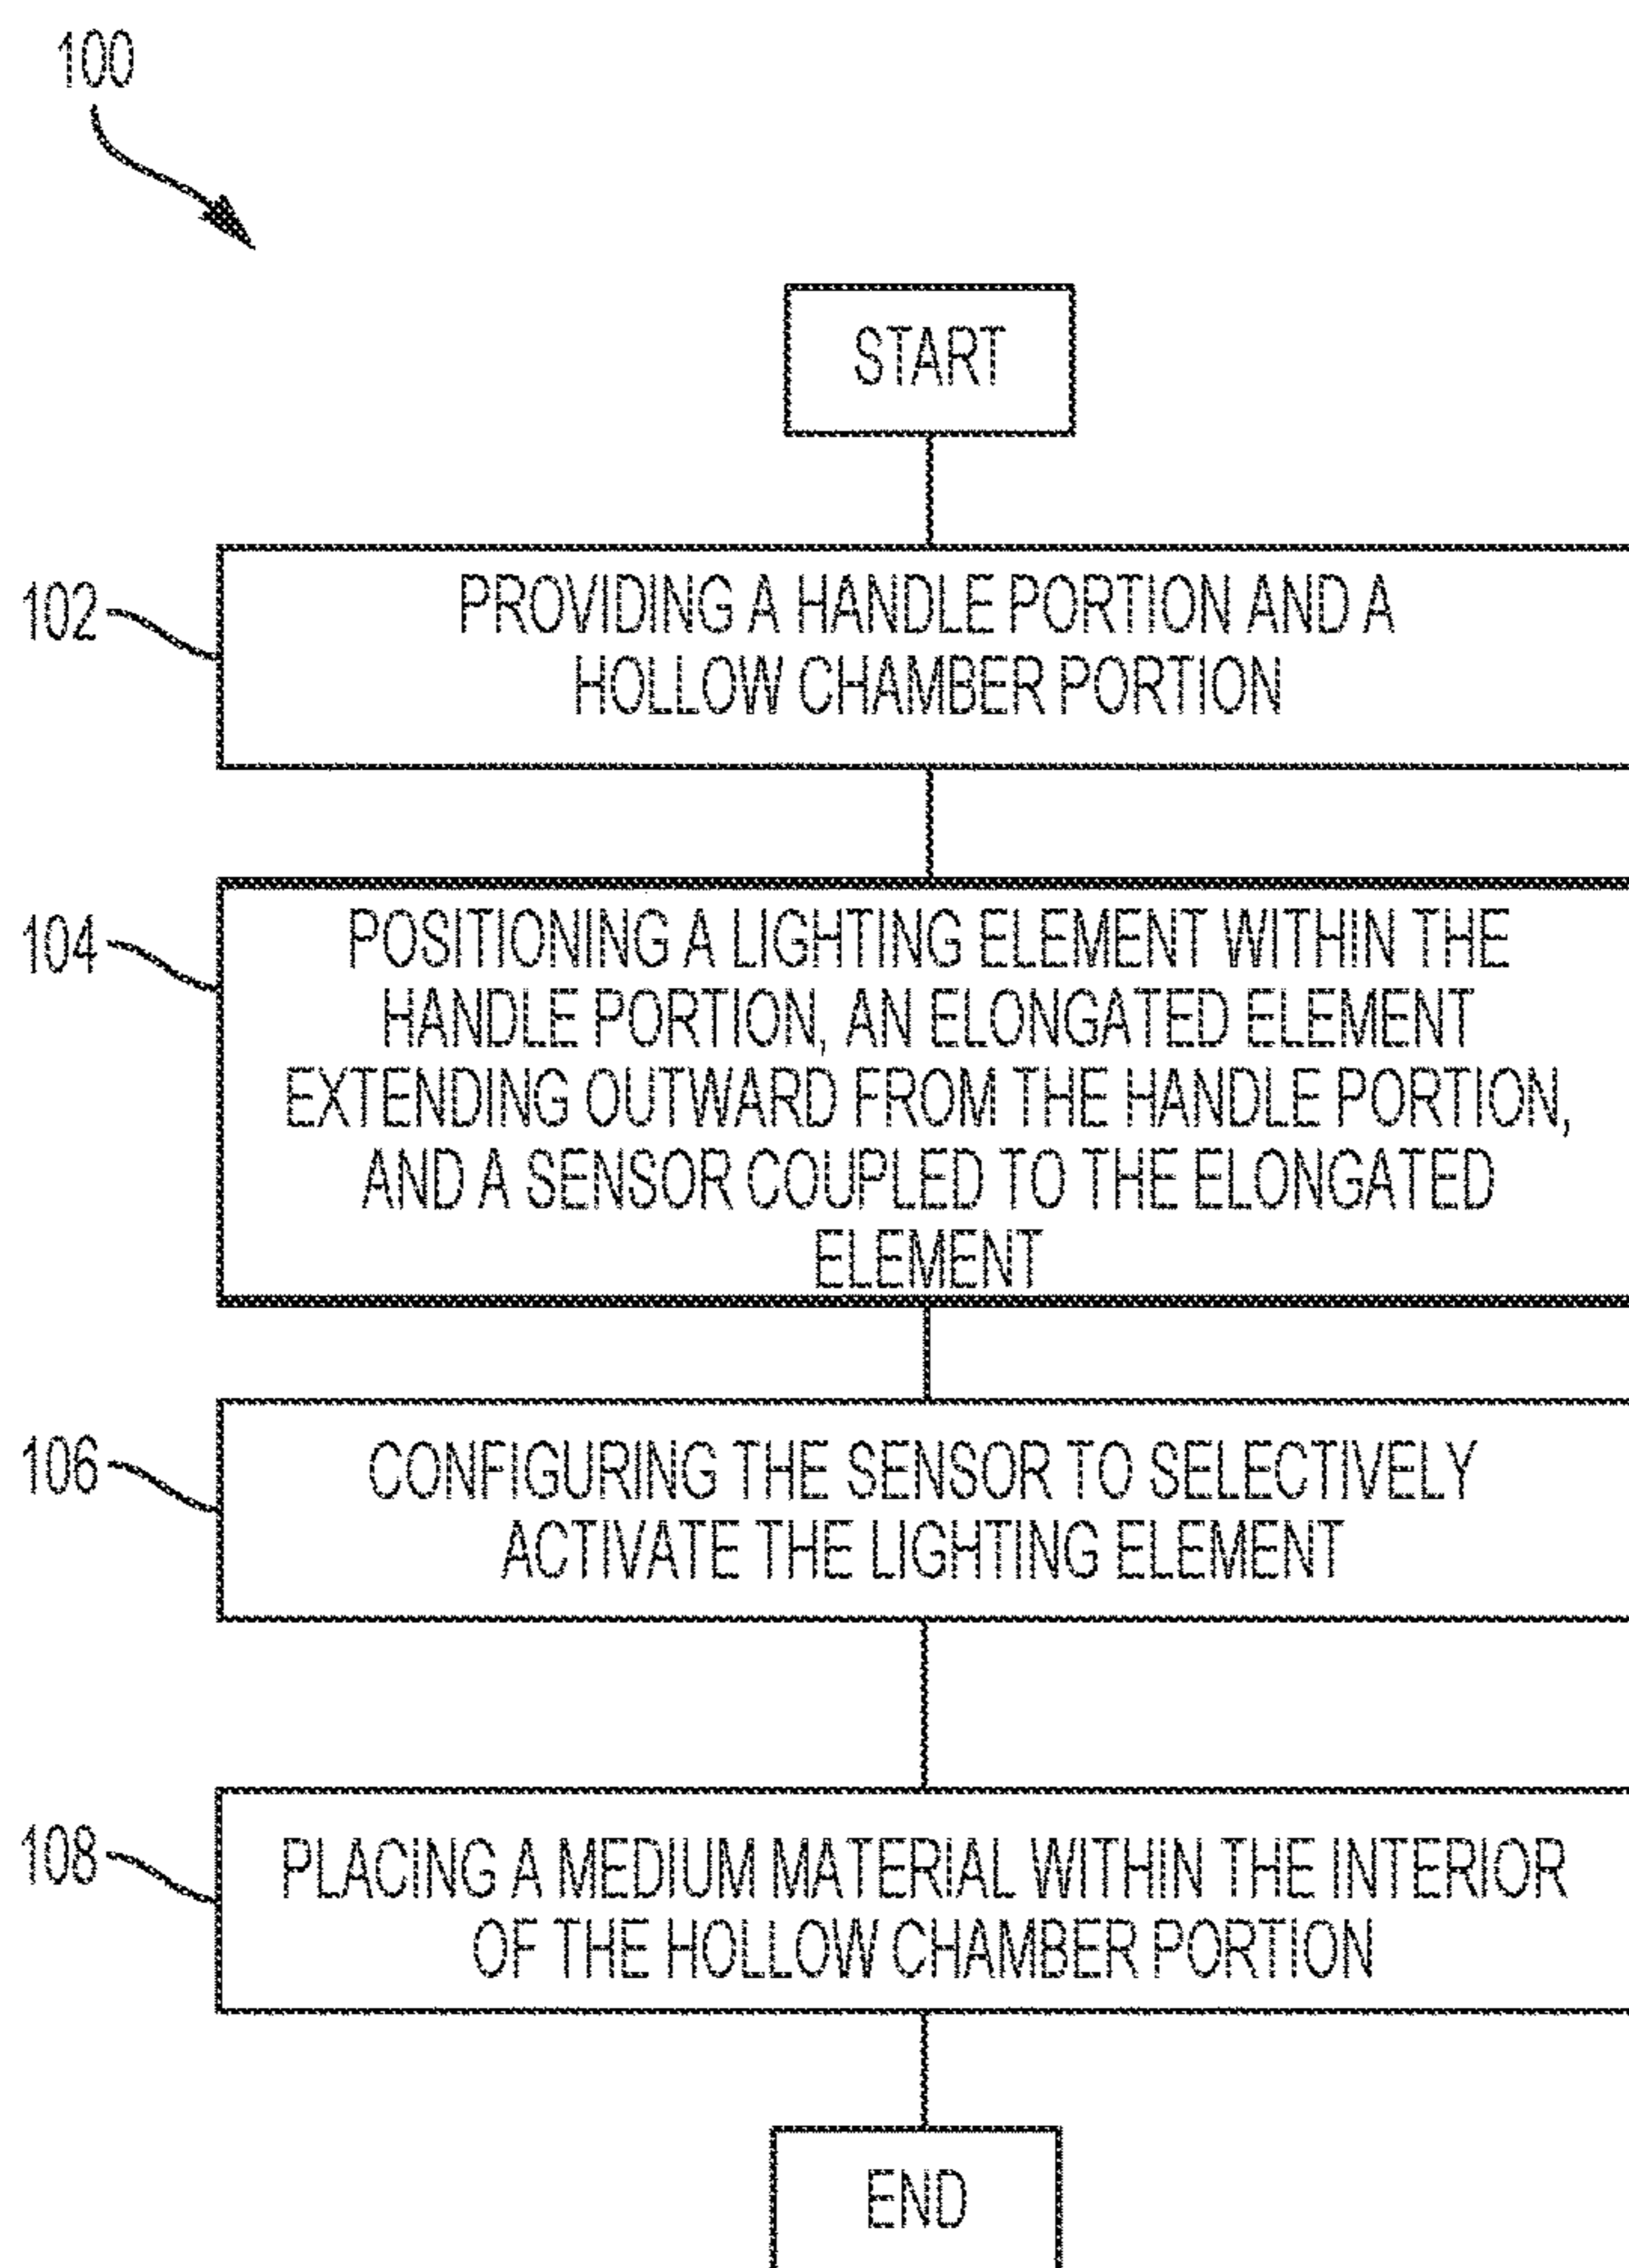 100
START
102
PROVIDING A HANDLE PORTION AND A
HOLLOW CHAMBER PORTION
104
POSITIONING A LIGHTING ELEMENT WITHIN THE
HANDLE PORTION, AN ELONGATED ELEMENT
EXTENDING OUTWARD FROM THE HANDLE PORTION,
AND A SENSOR COUPLED TO THE ELONGATED
ELEMENT
106
CONFIGURING THE SENSOR TO SELECTIVELY
ACTIVATE THE LIGHTING ELEMENT
108
PLACING A MEDIUM MATERIAL WITHIN THE INTERIOR
OF THE HOLLOW CHAMBER PORTION
END